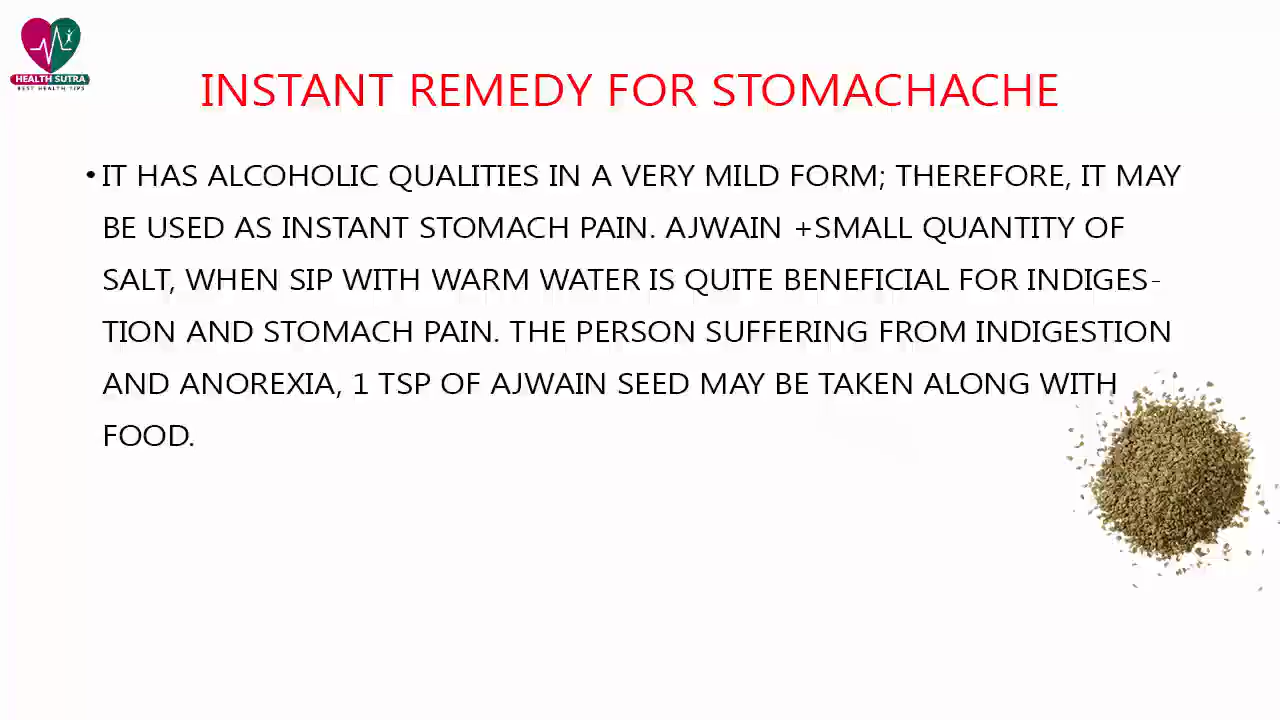 HEALTH SUTRA
BEST HEALTH TIPS
INSTANT REMEDY FOR STOMACHACHE
• IT HAS ALCOHOLIC QUALITIES IN A VERY MILD FORM; THEREFORE, IT MAY
BE USED AS INSTANT STOMACH PAIN. AJWAIN +SMALL QUANTITY OF
SALT, WHEN SIP WITH WARM WATER IS QUITE BENEFICIAL FOR INDIGES-
TION AND STOMACH PAIN. THE PERSON SUFFERING FROM INDIGESTION
AND ANOREXIA, 1 TSP OF AJWAIN SEED MAY BE TAKEN ALONG WITH
FOOD.